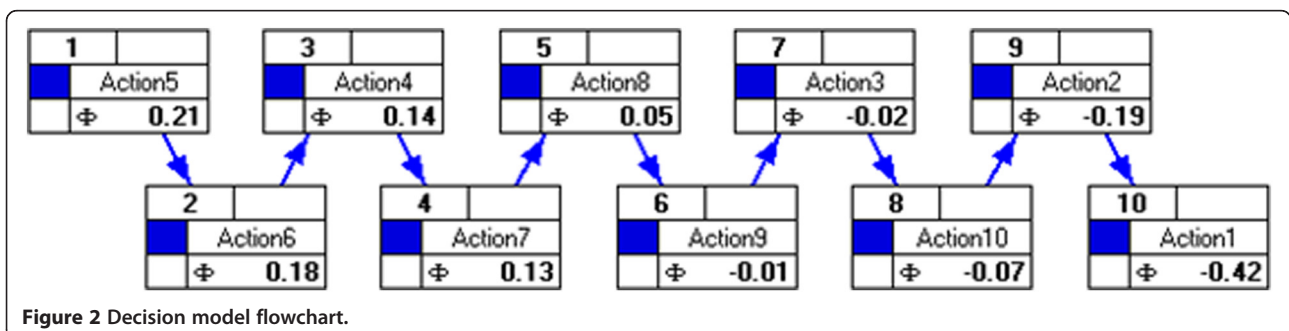 1
Action5
Φ 0.21
2
Action6
Φ 0.18
3
Action4
Φ 0.14
4
Action7
Φ 0.13
5
Action8
Φ 0.05
6
Action9
Φ -0.01
7
Action3
Φ -0.02
8
Action10
Φ -0.07
9
Action2
Φ -0.19
10
Action1
Φ -0.42
Figure 2 Decision model flowchart.